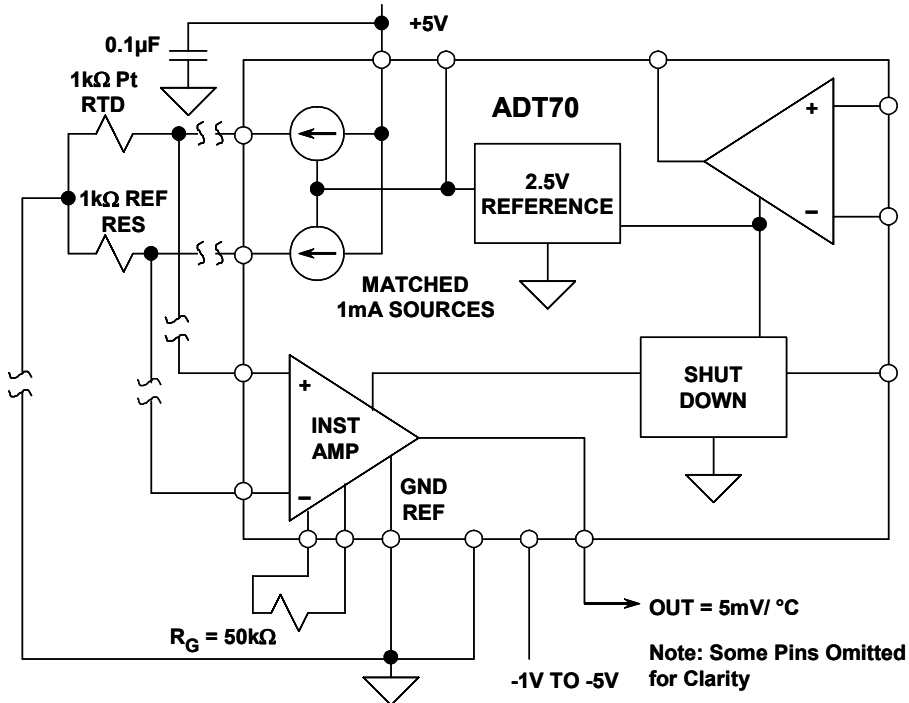 +5V
0.1µF
1kΩ Pt
RTD
ADT70
+
2.5V
REFERENCE
1kΩ REF
RES
−
MATCHED
1mA SOURCES
SHUT
DOWN
+
INST
AMP
−
GND
REF
OUT = 5mV/ °C
RG = 50kΩ
Note: Some Pins Omitted
for Clarity
-1V TO -5V